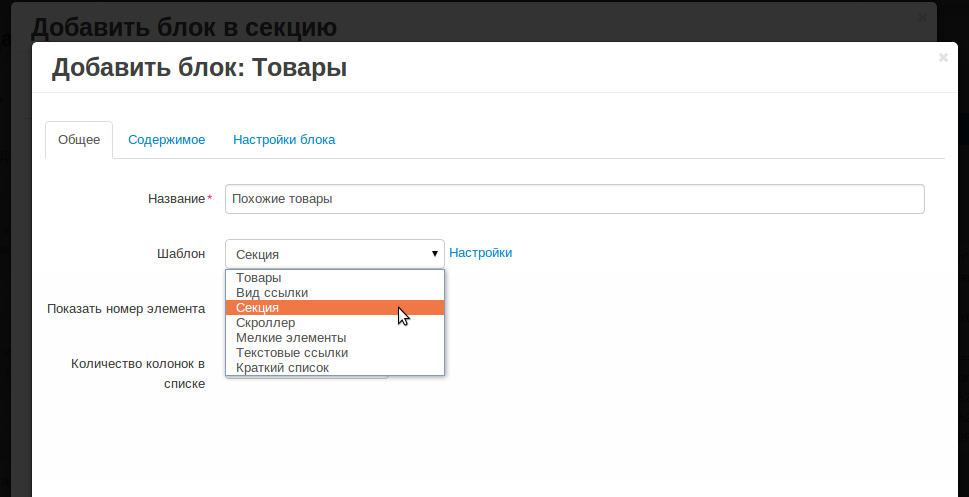 Добавить блок в секцию
Добавить блок: Товары
Общее
Содержимое
Настройки блока
Название*
Похожие товары
Шаблон
Секция
Настройки
Товары
Вид ссылки
Секция
Скроллер
Мелкие элементы
Текстовые ссылки
Краткий список
Показать номер элемента
Количество колонок в
списке